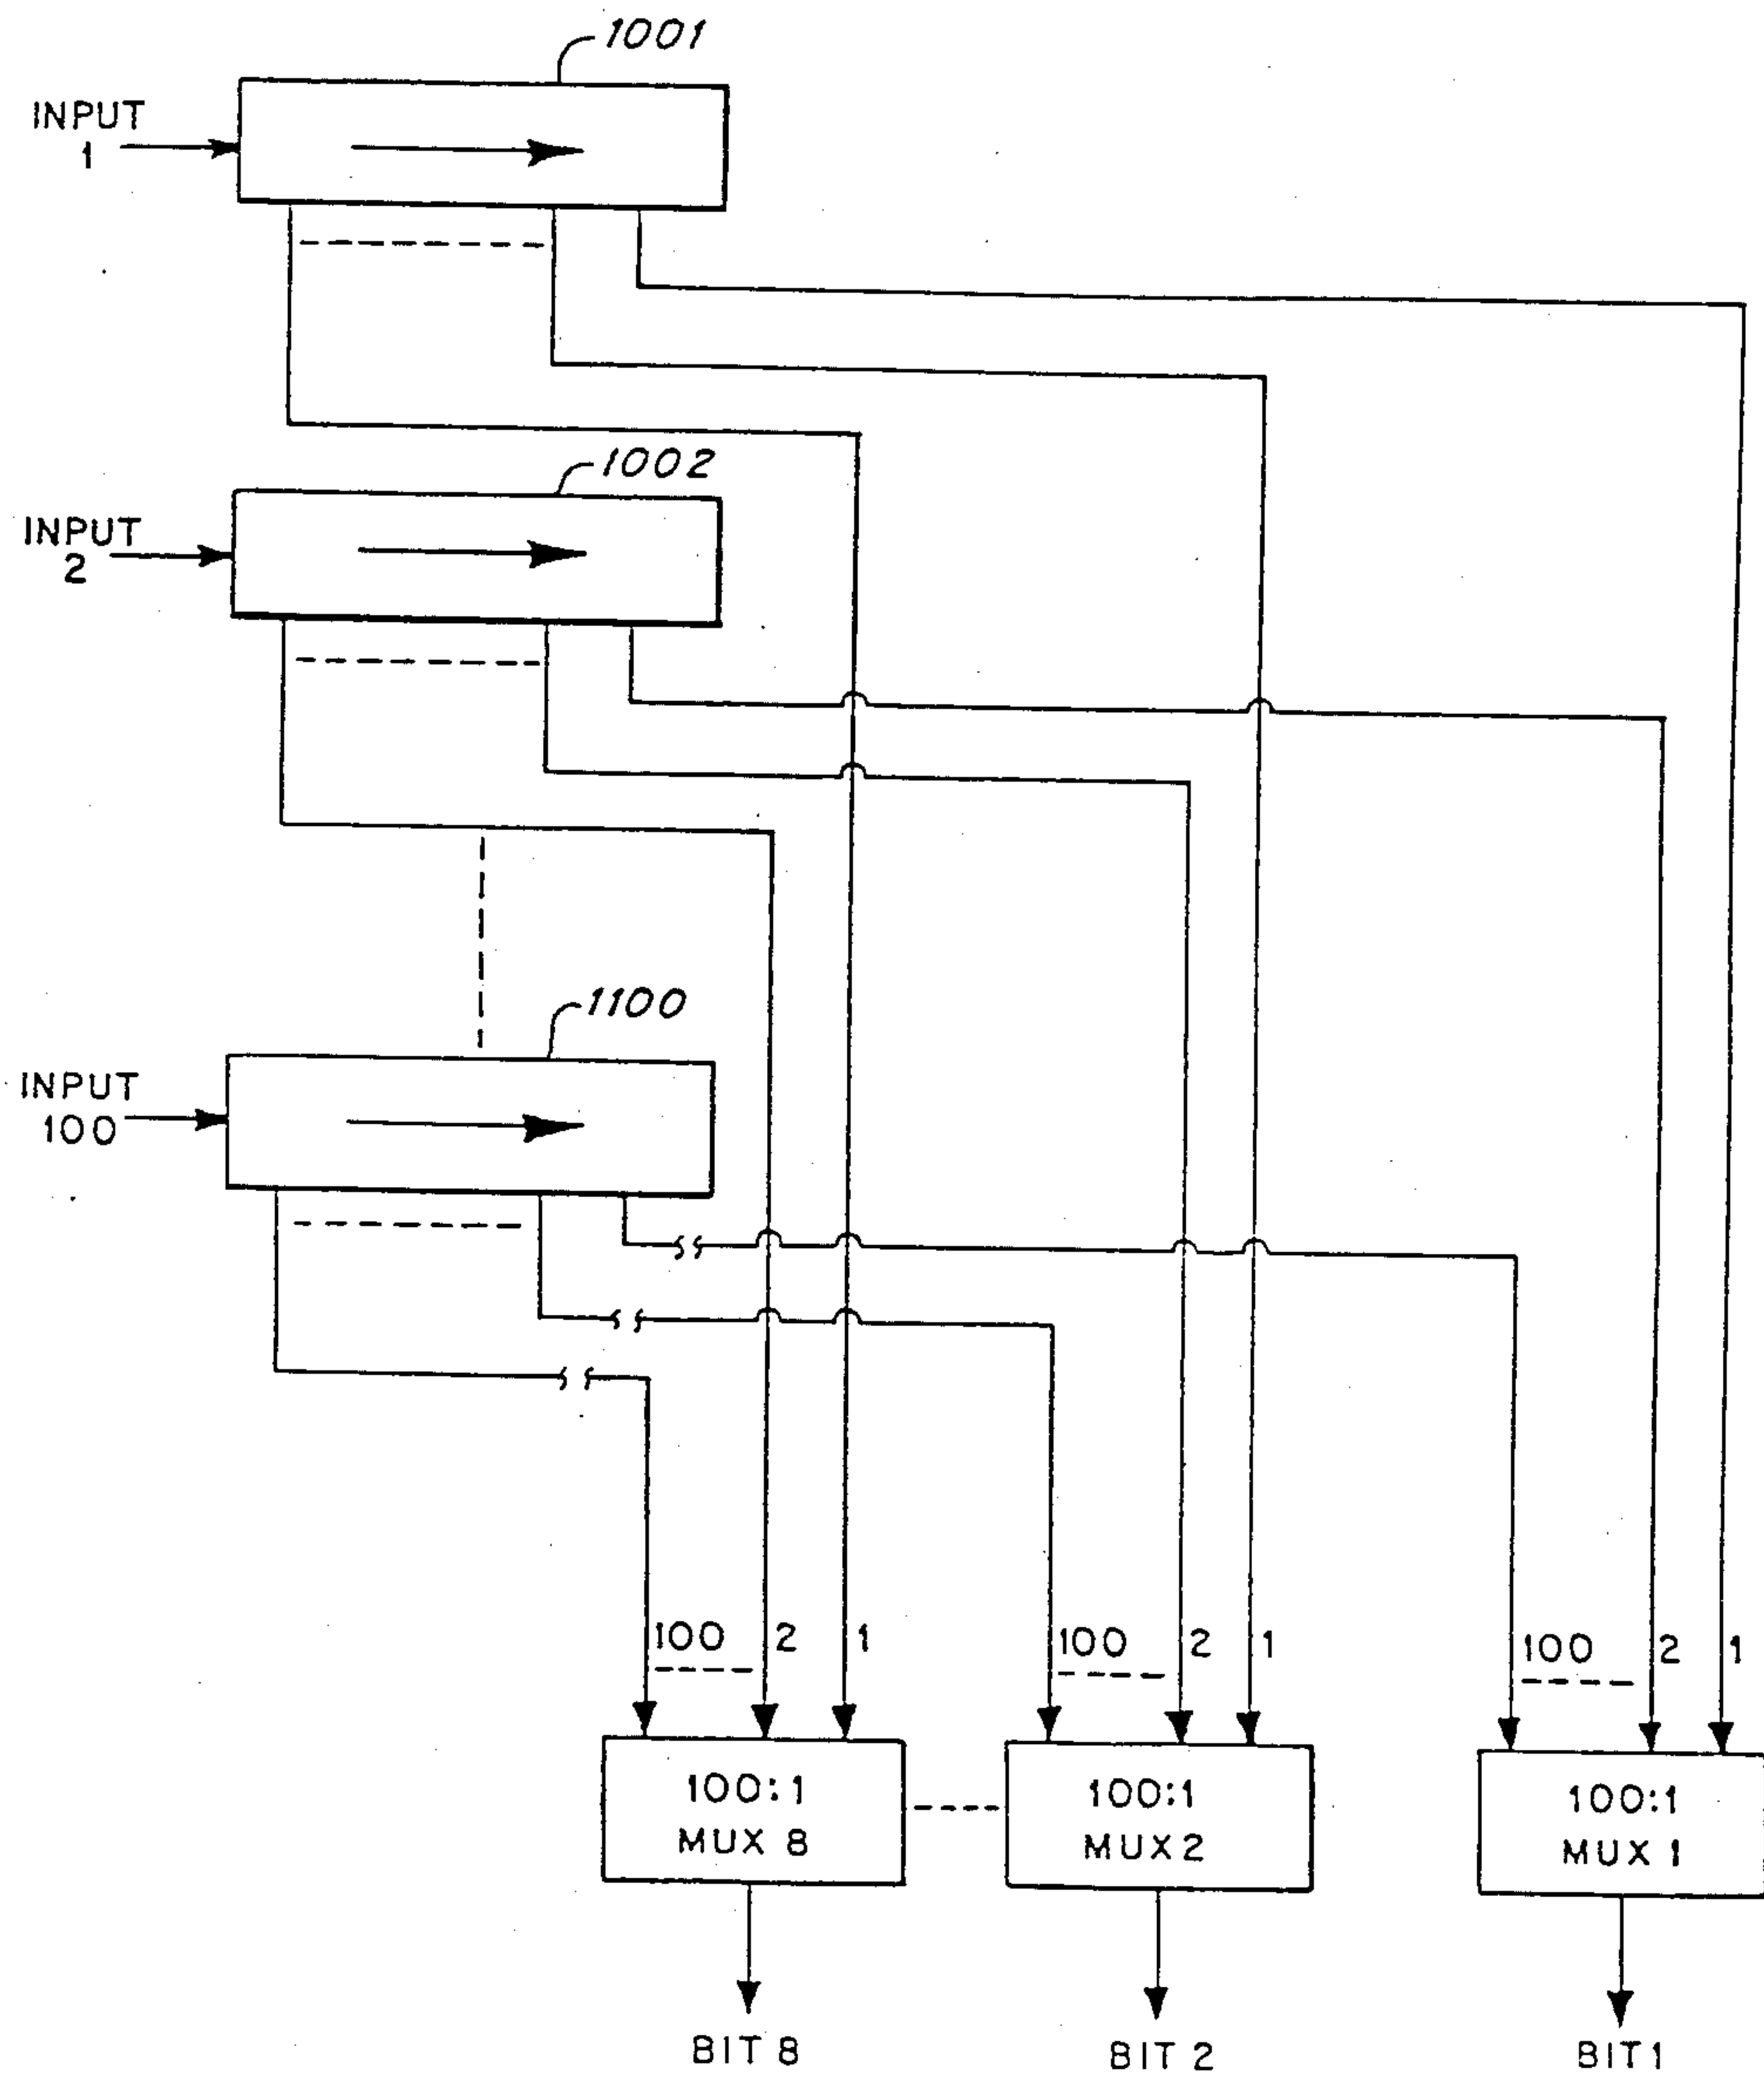 1001
INPUT
1
1002
INPUT
2
1100
INPUT
100
100 2 1 100 2 1 100 2 1
100:1
MUX 8
100:1
MUX 2
100:1
MUX 1
BIT 8
BIT 2
BIT 1